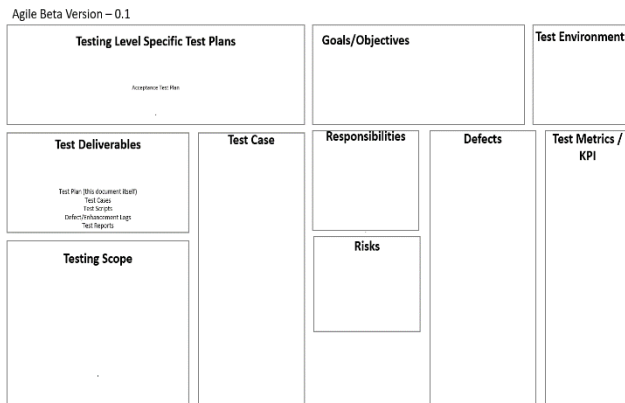 Agile Beta Version – 0.1
Testing Level Specific Test Plans
Acceptance Test Plan
Goals/Objectives
Test Environment
Test Deliverables
Test Plan (this document itself)
Test Cases
Test Scripts
Defect/Enhancement Logs
Test Reports
Test Case
Responsibilities
Defects
Test Metrics /
KPI
Testing Scope
Risks